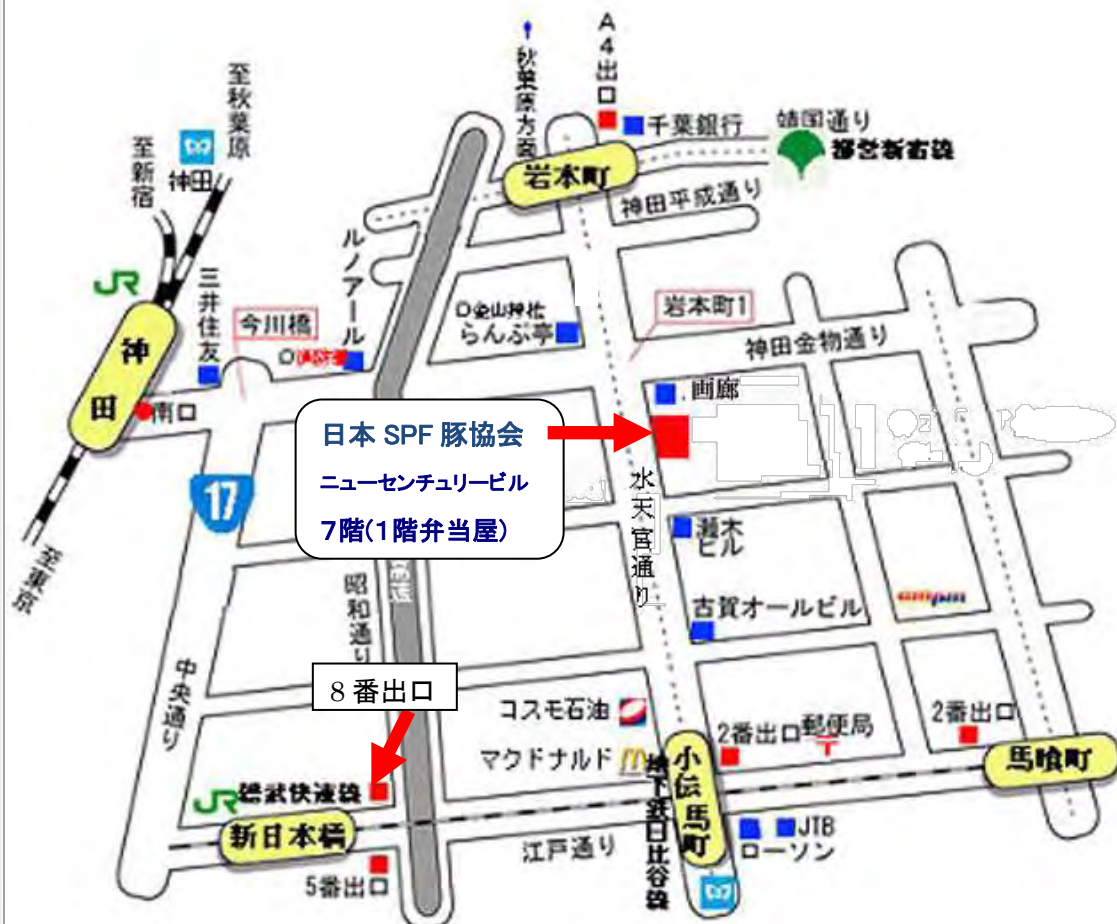 至秋葉原
至新宿
神田
JR
神田
南口
三井住友
今川橋
ルノアール
秋葉原方面
A4出口
千葉銀行
靖国通り
都営新宿線
岩本町
神田平成通り
金山神社
らんぷ亭
岩本町1
神田金物通り
画廊
日本 SPF 豚協会
ニューセンチュリービル
7階(1階弁当屋)
17
至東京
水天宮通り
瀬木
ビル
古賀オールビル
ampm
昭和通り
中央通り
8番出口
コスモ石油
マクドナルド
2番出口
郵便局
2番出口
馬喰町
小伝馬町
地下鉄日比谷線
JR総武快速線
新日本橋
5番出口
江戸通り
JTB
ローソン